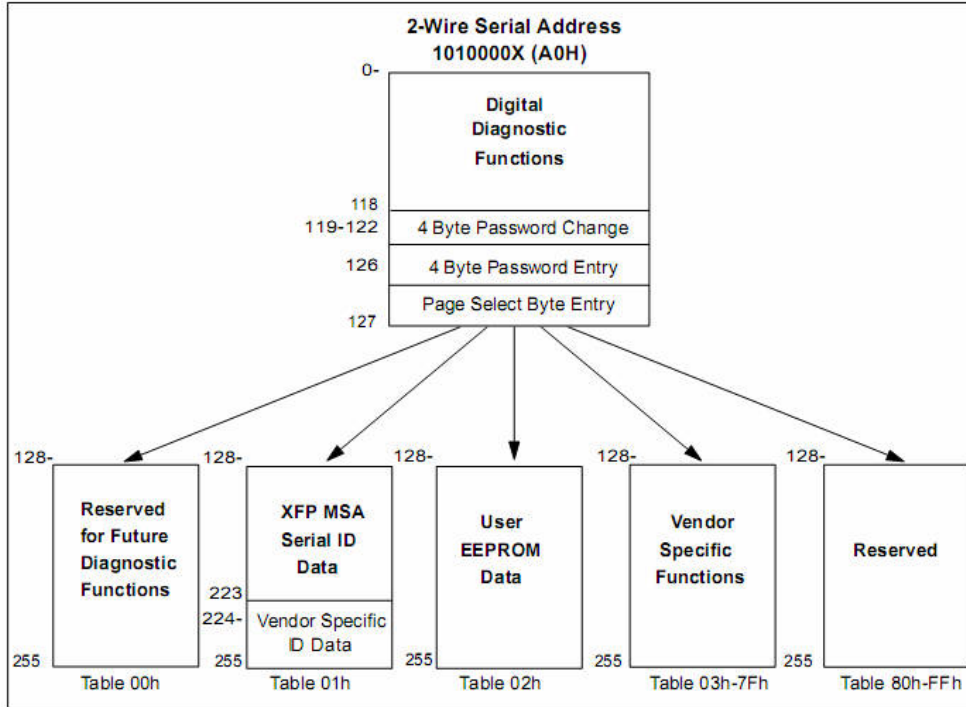 2-Wire Serial Address
1010000X (A0H)
0-
Digital
Diagnostic
Functions
118
119-122
4 Byte Password Change
126
4 Byte Password Entry
Page Select Byte Entry
127
128-
Reserved
for Future
Diagnostic
Functions
255
Table 00h
128-
XFP MSA
Serial ID
Data
223
224-
Vendor Specific
ID Data
255
Table 01h
128-
User
EEPROM
Data
255
Table 02h
128-
Vendor
Specific
Functions
255
Table 03h-7Fh
128-
Reserved
255
Table 80h-FFh